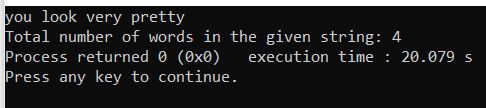 you look very pretty
Total number of words in the given string: 4
Process returned 0 (0x0)   execution time : 20.079 s
Press any key to continue.